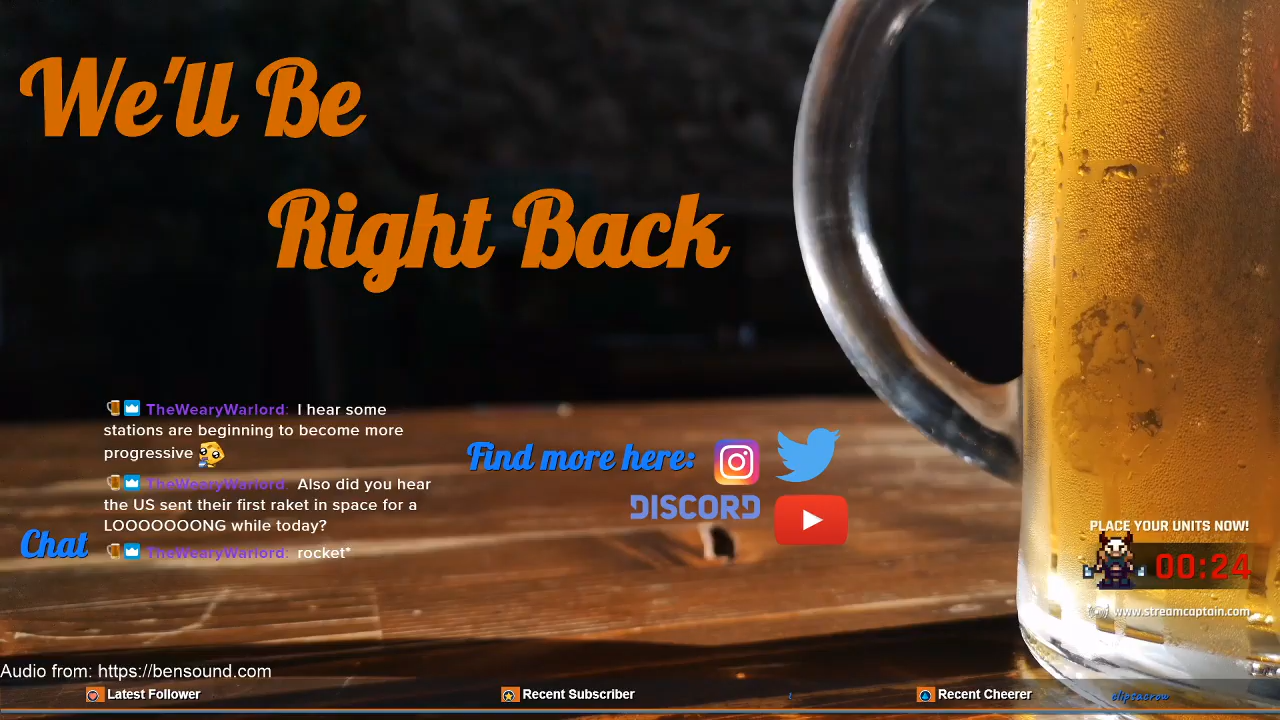 We'll Be
Right Back
TheWearyWarlord: I hear some
stations are beginning to become more
progressive
TheWearyWarlord: Also did you hear
the US sent their first raket in space for a
LOOOOOOONG while today?
Chat
TheWearyWarlord: rocket*
Find more here:
DISCORD
PLACE YOUR UNITS NOW!
00:24
www.streamcaptain.com
Audio from: https://bensound.com
Latest Follower
Recent Subscriber
Recent Cheerer